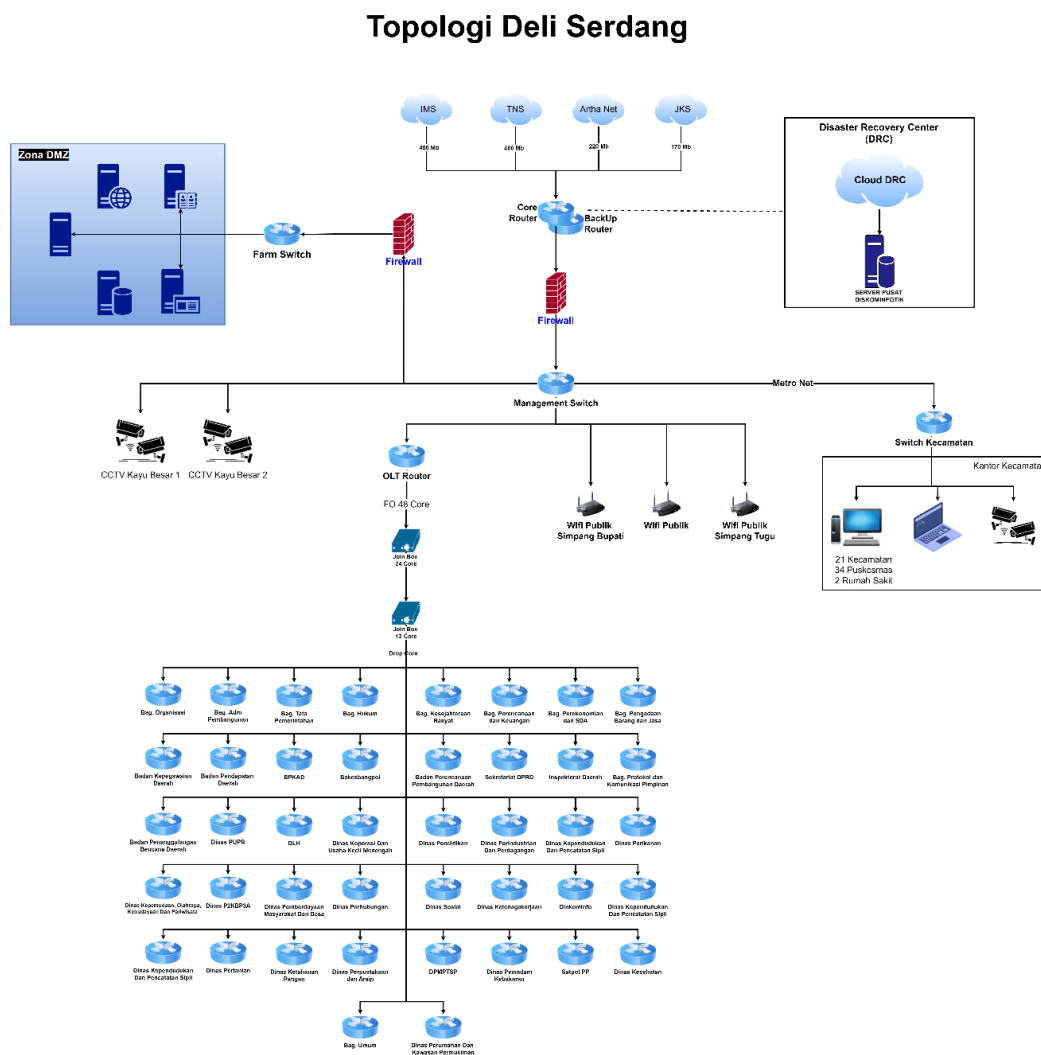 Topologi Deli Serdang
IMS
TNS
Artha Net
JKS
400 Mb
400 Mb
220 Mb
170 Mb
Zona DMZ
Disaster Recovery Center
(DRC)
Cloud DRC
SERVER PUSAT
DISKOMINFOTIK
Core
Router
BackUp
Router
Farm Switch
Firewall
Firewall
Management Switch
Metro Net
Switch Kecamatan
CCTV Kayu Besar 1
CCTV Kayu Besar 2
OLT Router
FO 48 Core
Kantor Kecamata
Wifi Publik
Simpang Bupati
Wifi Publik
Wifi Publik
Simpang Tugu
21 Kecamatan
34 Puskesmas
2 Rumah Sakit
Join Box
24 Core
Join Box
12 Core
Drop Core
Bag. Organisasi
Bag. Adm
Pembangunan
Bag. Tata
Pemerintahan
Bag. Hukum
Bag. Kesejahteraan
Rakyat
Bag. Perencanaan
dan Keuangan
Bag. Perekonomian
dan SDA
Bag. Pengadaan
Barang dan Jasa
Badan Kepegawaian
Daerah
Badan Pendapatan
Daerah
BPKAD
Bakesbangpol
Badan Perencanaan
Pembangunan Daerah
Sekretariat DPRD
Inspektorat Daerah
Bag. Protokol dan
Komunikasi Pimpinan
Badan Penanggulangan
Bencana Daerah
Dinas PUPR
DLH
Dinas Koperasi Dan
Usaha Kecil Menengah
Dinas Pendidikan
Dinas Perindustrian
Dan Perdagangan
Dinas Kependudukan
Dan Pencatatan Sipil
Dinas Perikanan
Dinas Kepemudaan, Olahraga,
Kebudayaan Dan Pariwisata
Dinas P2KBP3A
Dinas Pemberdayaan
Masyarakat Dan Desa
Dinas Perhubungan
Dinas Sosial
Dinas Ketenagakerjaan
Dinkominfo
Dinas Kependudukan
Dan Pencatatan Sipil
Dinas Kependudukan
Dan Pencatatan Sipil
Dinas Pertanian
Dinas Ketahanan
Pangan
Dinas Perpustakaan
dan Arsip
DPMPTSP
Dinas Pemadam
Kebakaran
Satpol PP
Dinas Kesehatan
Bag. Umum
Dinas Perumahan Dan
Kawasan Permukiman